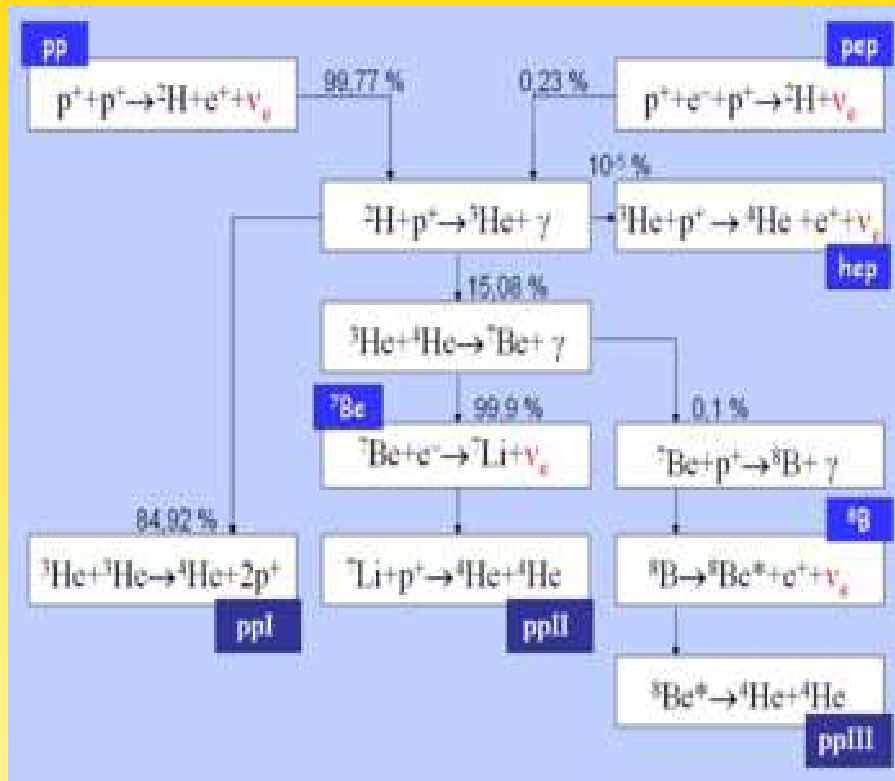 pp
pep
p⁺+p⁺→²H+e⁺+νₑ
99,77 %
0,23 %
p⁺+e⁻+p⁺→²H+νₑ
10⁻⁵ %
²H+p⁺→³He+ γ
³He+p⁺→ ⁴He +e⁺+νₑ
hep
15,08 %
³He+⁴He→⁷Be+ γ
⁷Be
99,9 %
0,1 %
⁷Be+e⁻→⁷Li+νₑ
⁷Be+p⁺→⁸B+ γ
84,92 %
⁸B
³He+³He→⁴He+2p⁺
⁷Li+p⁺→⁴He+⁴He
⁸B→⁸Be*+e⁺+νₑ
ppI
ppII
⁸Be*→⁴He+⁴He
ppIII